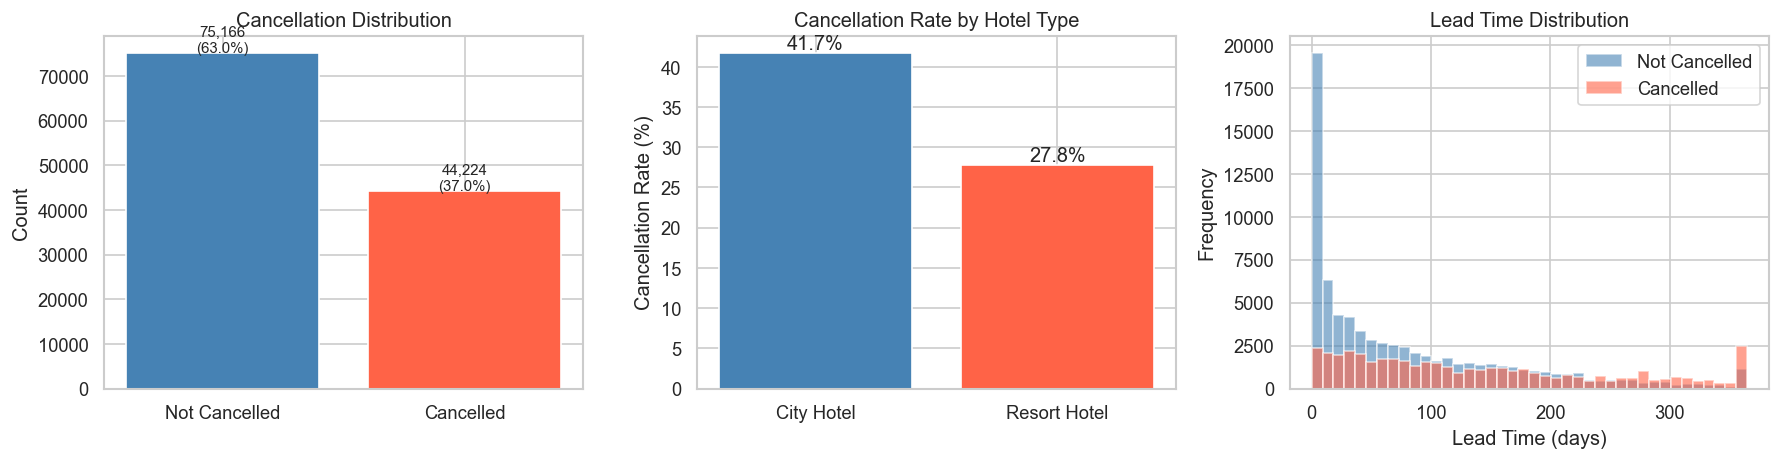 Cancellation Distribution
75,166
(63.0%)
44,224
(37.0%)
70000
60000
50000
40000
30000
20000
10000
0
Count
Not Cancelled
Cancelled
Cancellation Rate by Hotel Type
41.7%
27.8%
40
35
30
25
20
15
10
5
0
Cancellation Rate (%)
City Hotel
Resort Hotel
Lead Time Distribution
Not Cancelled
Cancelled
20000
17500
15000
12500
10000
7500
5000
2500
0
Frequency
0
100
200
300
Lead Time (days)